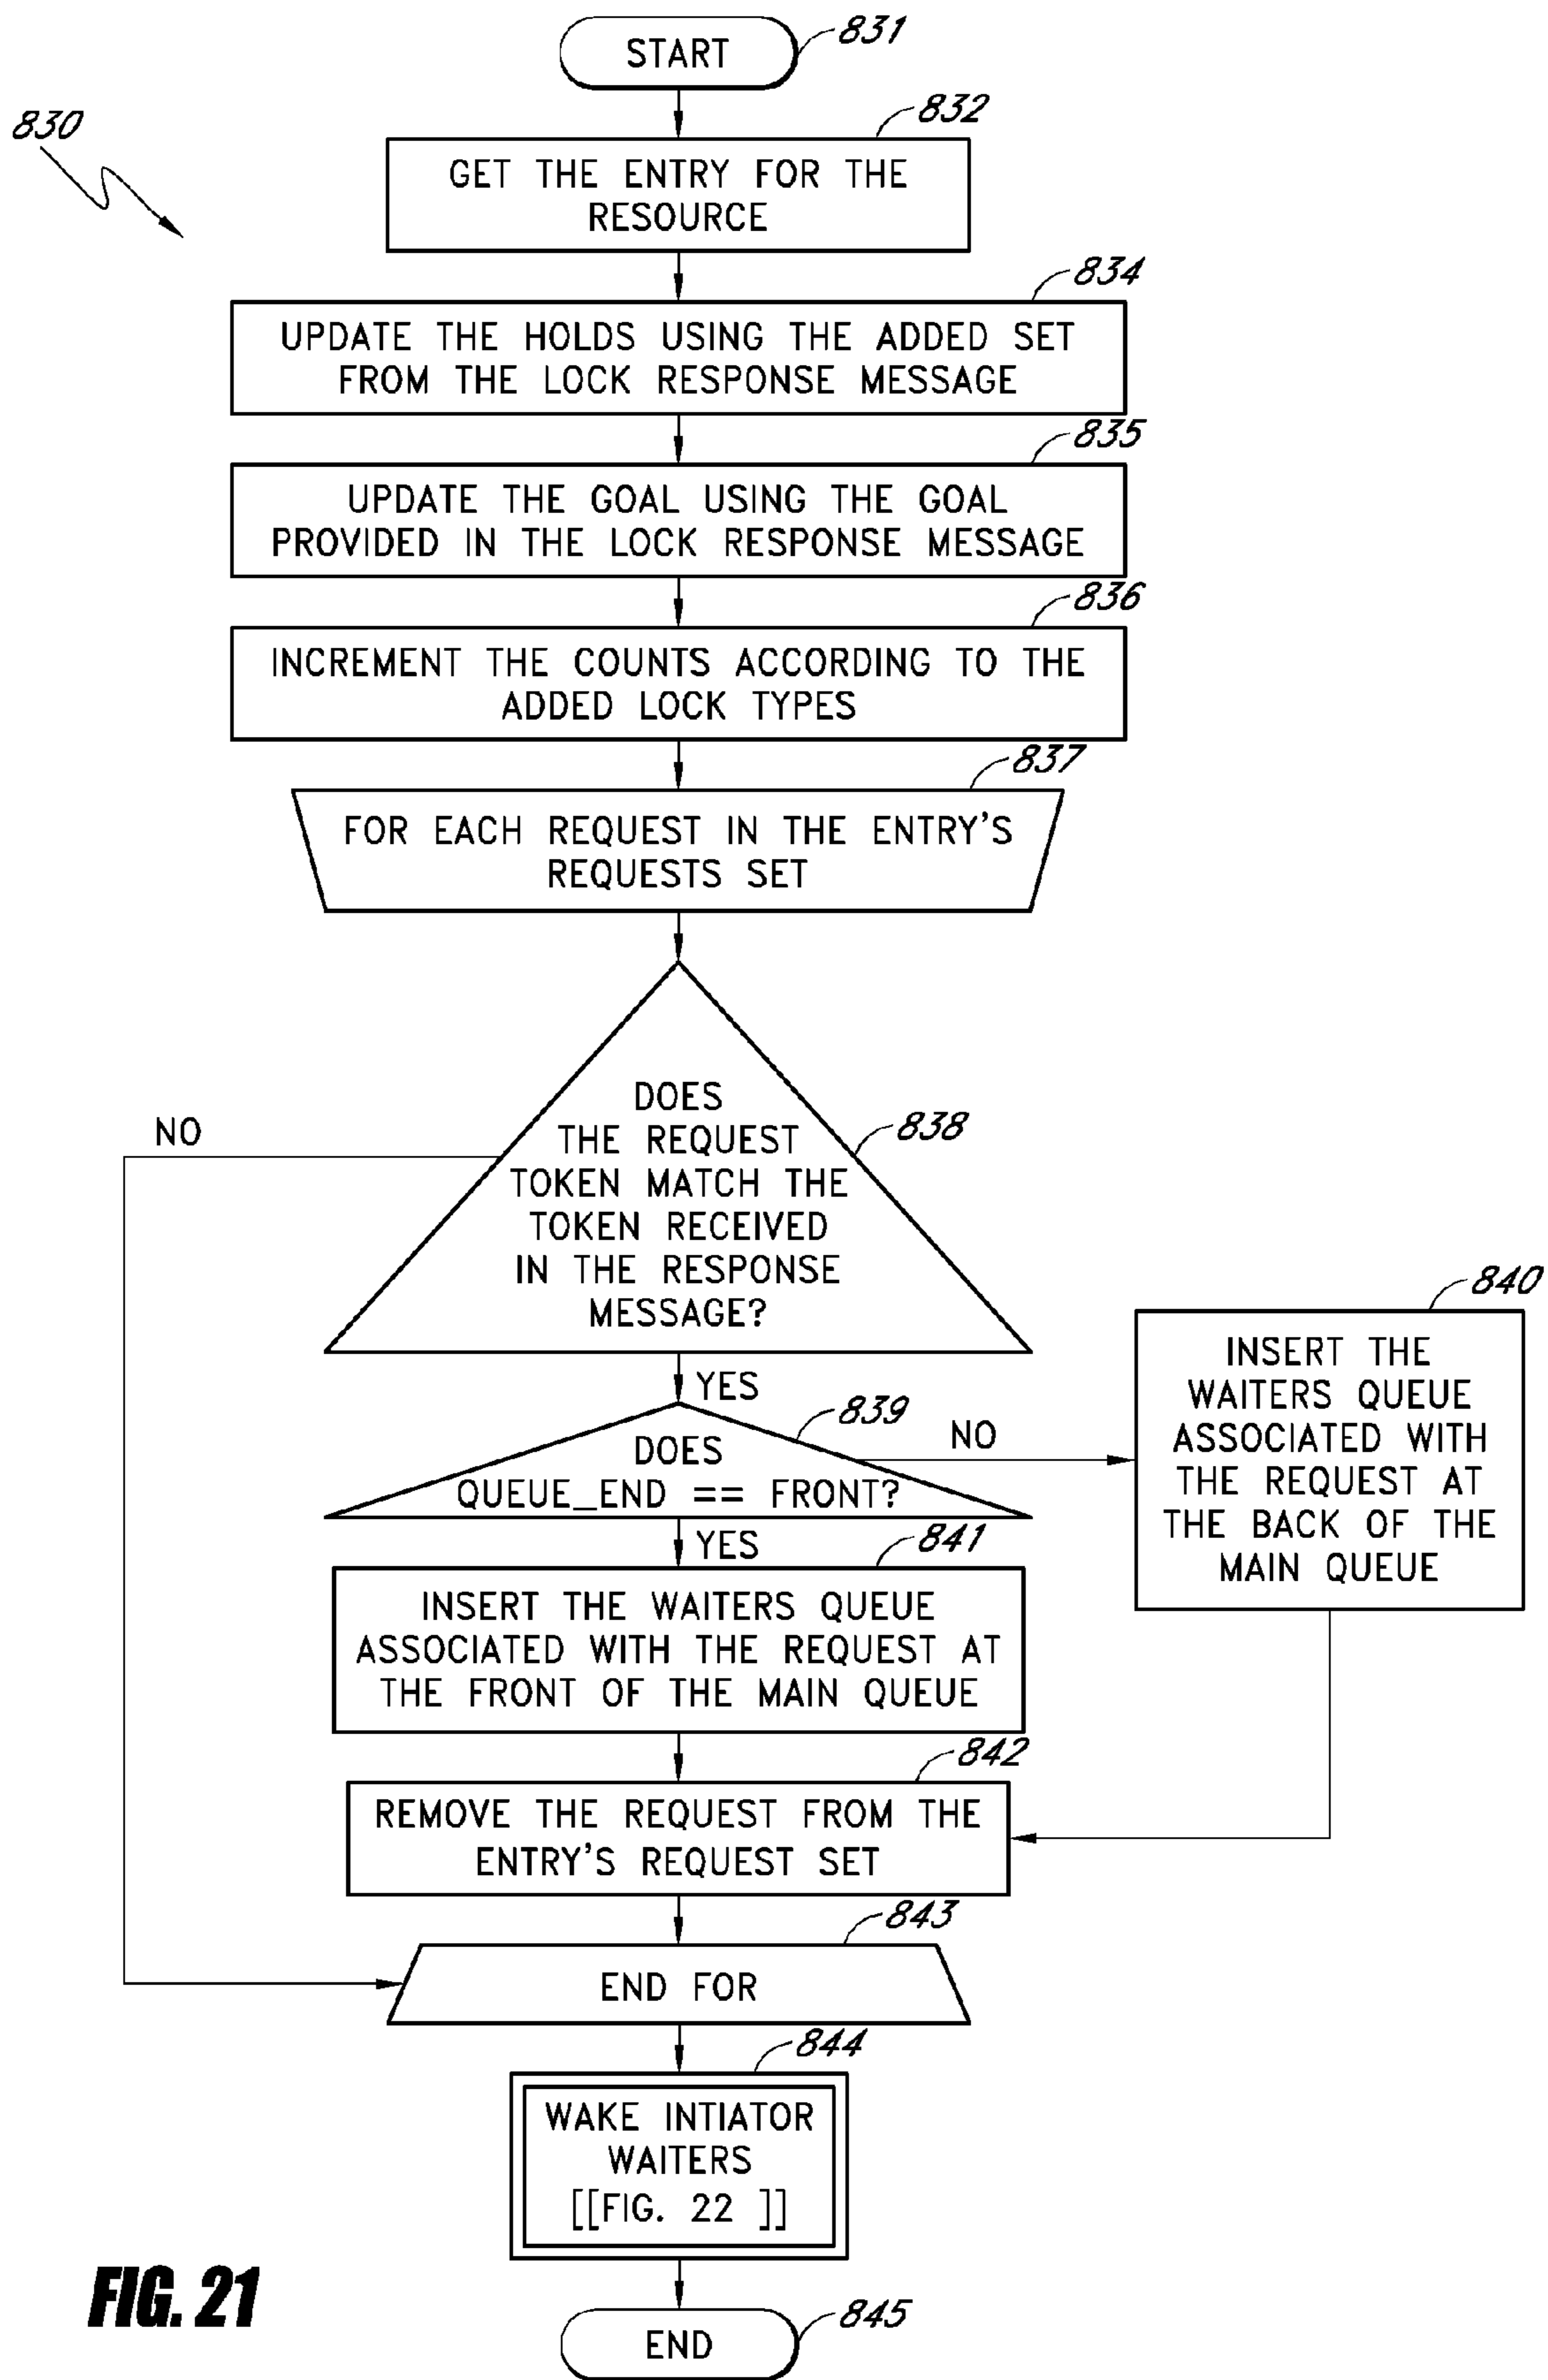 START
831
830
832
GET THE ENTRY FOR THE
RESOURCE
834
UPDATE THE HOLDS USING THE ADDED SET
FROM THE LOCK RESPONSE MESSAGE
835
UPDATE THE GOAL USING THE GOAL
PROVIDED IN THE LOCK RESPONSE MESSAGE
836
INCREMENT THE COUNTS ACCORDING TO THE
ADDED LOCK TYPES
837
FOR EACH REQUEST IN THE ENTRY'S
REQUESTS SET
DOES
THE REQUEST
TOKEN MATCH THE
TOKEN RECEIVED
IN THE RESPONSE
MESSAGE?
838
NO
YES
839
DOES
QUEUE_END == FRONT?
NO
840
INSERT THE
WAITERS QUEUE
ASSOCIATED WITH
THE REQUEST AT
THE BACK OF THE
MAIN QUEUE
YES
841
INSERT THE WAITERS QUEUE
ASSOCIATED WITH THE REQUEST AT
THE FRONT OF THE MAIN QUEUE
842
REMOVE THE REQUEST FROM THE
ENTRY'S REQUEST SET
843
END FOR
844
WAKE INTIATOR
WAITERS
[[FIG. 22 ]]
845
END
FIG. 21